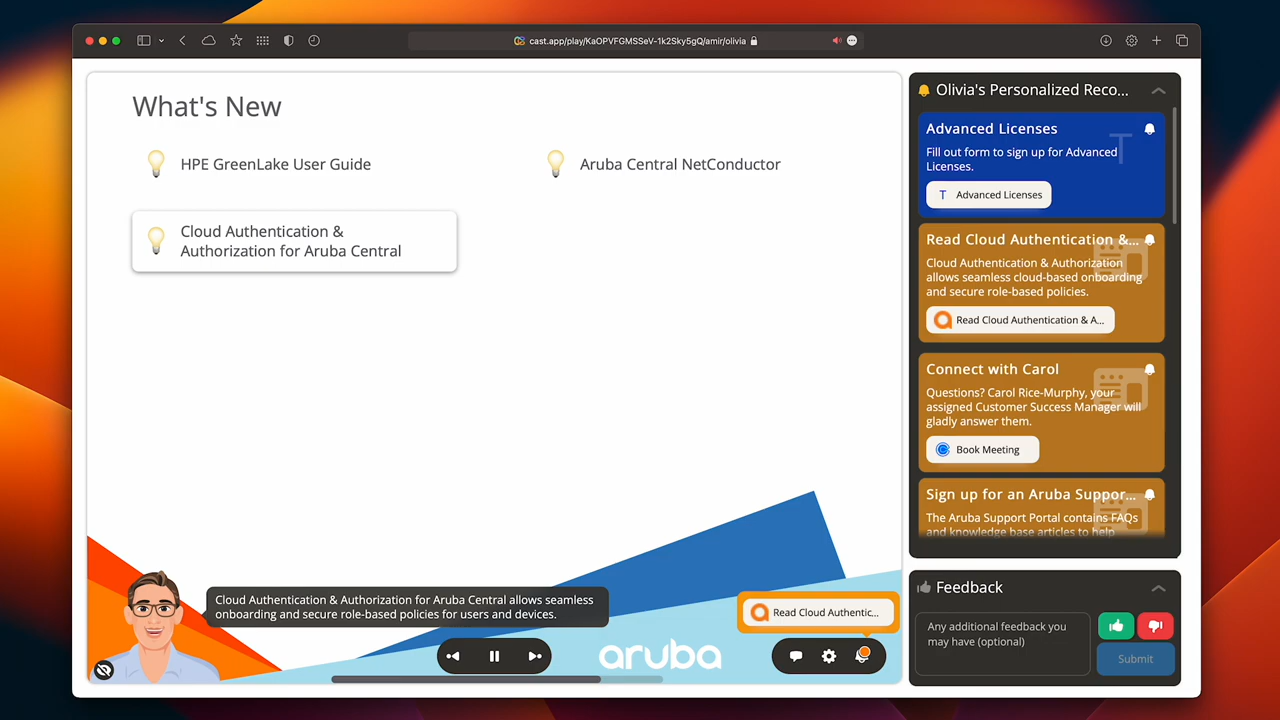 cast.app/play/KaOPVFGMSSeV-1k2Sky5gQ/amir/olivia
What's New
HPE GreenLake User Guide
Aruba Central NetConductor
Cloud Authentication &
Authorization for Aruba Central
Cloud Authentication & Authorization for Aruba Central allows seamless
onboarding and secure role-based policies for users and devices.
Read Cloud Authentic...
aruba
Olivia's Personalized Reco...
Advanced Licenses
Fill out form to sign up for Advanced
Licenses.
T
T Advanced Licenses
Read Cloud Authentication &...
Cloud Authentication & Authorization
allows seamless cloud-based onboarding
and secure role-based policies.
Read Cloud Authentication & A...
Connect with Carol
Questions? Carol Rice-Murphy, your
assigned Customer Success Manager will
gladly answer them.
Book Meeting
Sign up for an Aruba Suppor...
The Aruba Support Portal contains FAQs
and knowledge base articles to help
Feedback
Any additional feedback you
may have (optional)
Submit